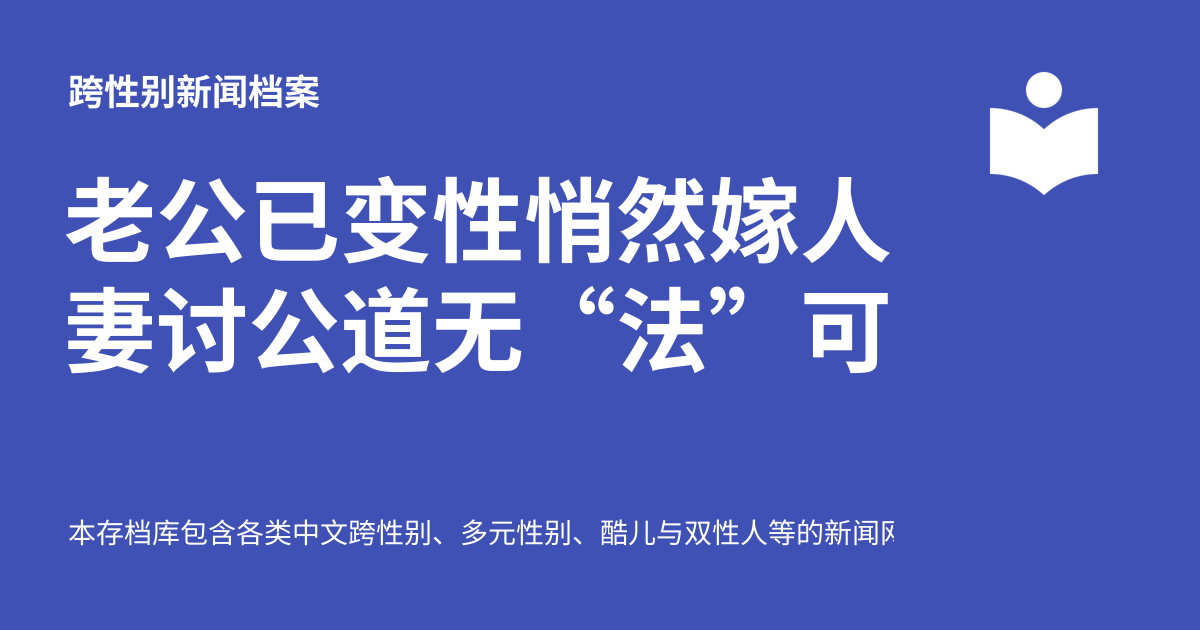 跨性别新闻档案
老公已变性悄然嫁人
妻讨公道无“法”可
本存档库包含各类中文跨性别、多元性别、酷儿与双性人等的新闻